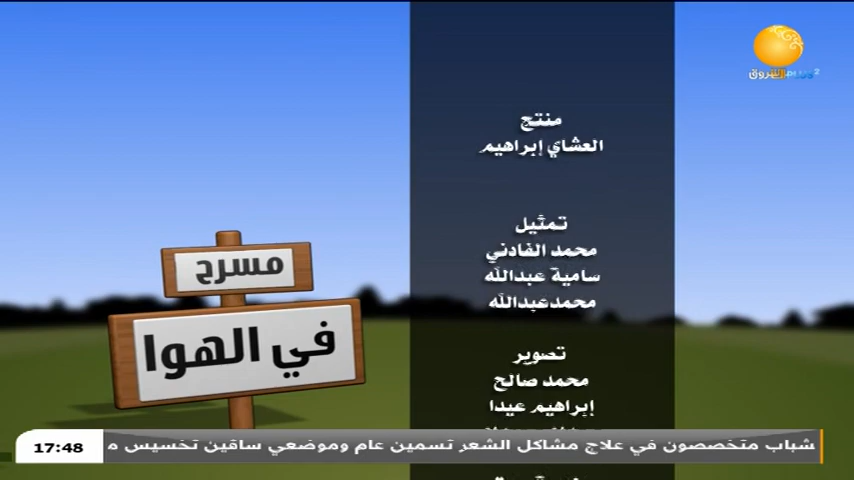 الشروق
منتج
العشاي إبراهيم
تمثيل
محمد الفادني
سامية عبدالله
محمدعبدالله
تصوير
محمد صالح
إبراهيم عيدا
مسرح
في الهوا
17:48
شباب متخصصون في علاج مشاكل الشعر تسمين عام وموضعي ساقين تخسيس م